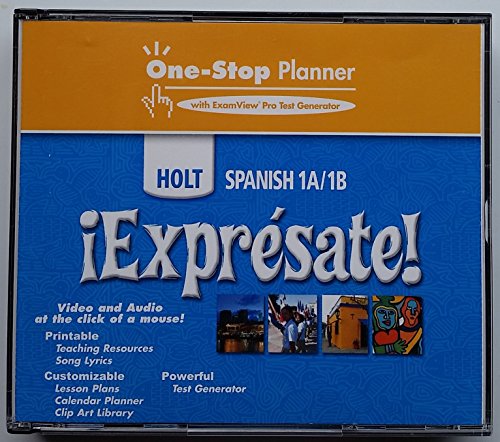 One-Stop Planner
with ExamView® Pro Test Generator
HOLT SPANISH 1A/1B
¡Exprésate!
Video and Audio
at the click of a mouse!
Printable
Teaching Resources
Song Lyrics
Customizable
Lesson Plans
Calendar Planner
Clip Art Library
Powerful
Test Generator